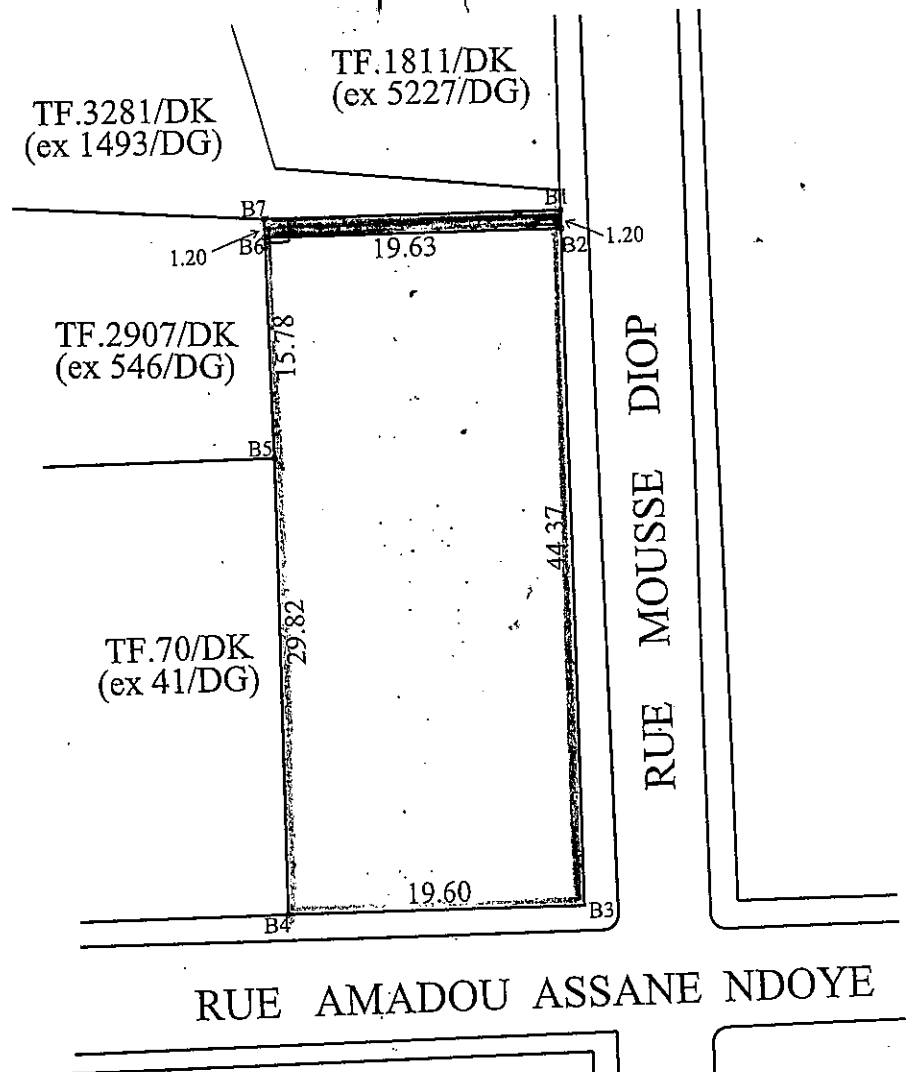 TF.1811/DK
(ex 5227/DG)
TF.3281/DK
(ex 1493/DG)
B1
B7
B6
B2
1.20
1.20
19.63
TF.2907/DK
(ex 546/DG)
15.78
B5
44.37
29.82
TF.70/DK
(ex 41/DG)
RUE MOUSSE DIOP
19.60
B3
B4
RUE AMADOU ASSANE NDOYE